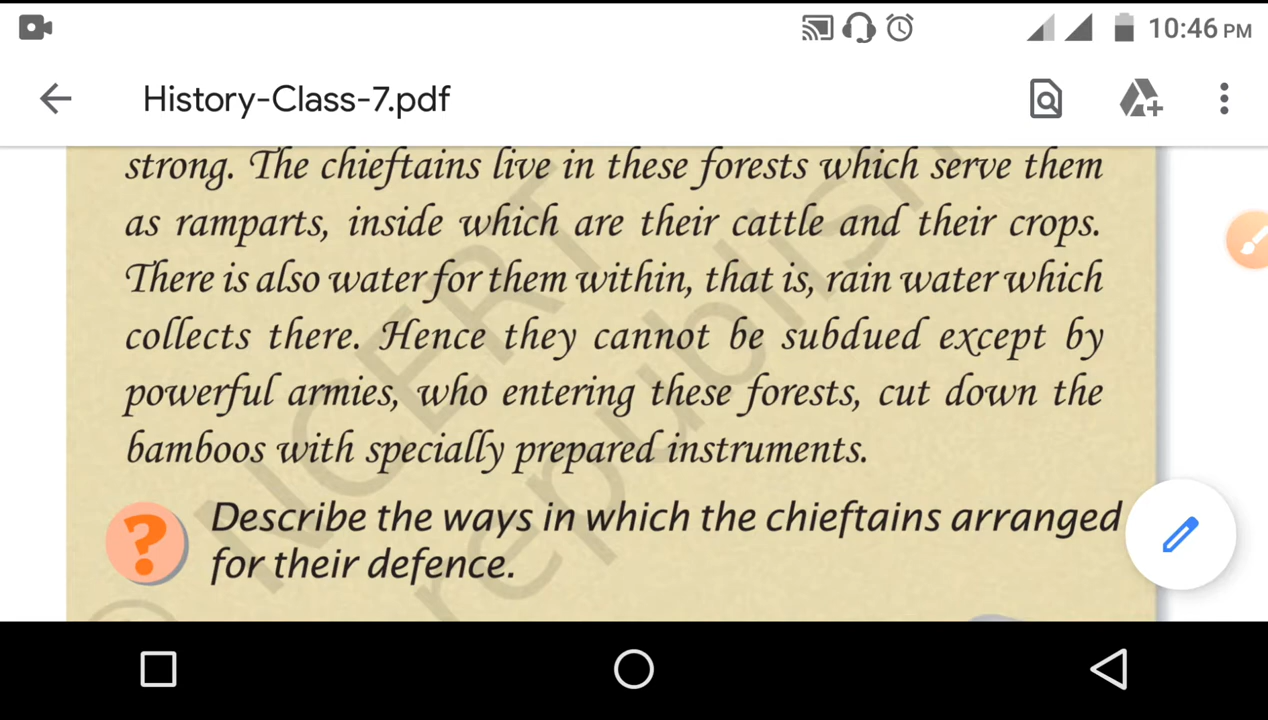 10:46 PM
History-Class-7.pdf
strong. The chieftains live in these forests which serve them
as ramparts, inside which are their cattle and their crops.
There is also water for them within, that is, rain water which
collects there. Hence they cannot be subdued except by
powerful armies, who entering these forests, cut down the
bamboos with specially prepared instruments.
? Describe the ways in which the chieftains arranged
for their defence.
© NCERT
republish